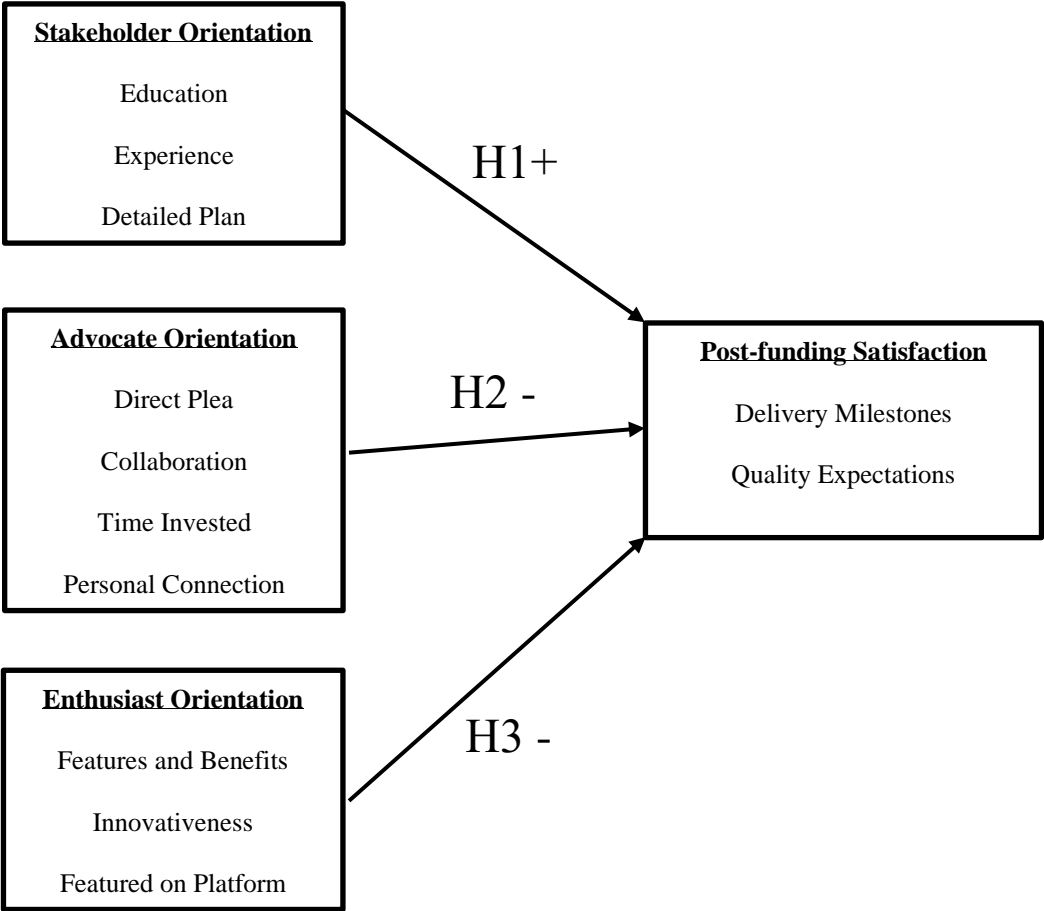 Stakeholder Orientation
Education
Experience
Detailed Plan
H1+
Advocate Orientation
Direct Plea
Collaboration
Time Invested
Personal Connection
H2 -
Post-funding Satisfaction
Delivery Milestones
Quality Expectations
Enthusiast Orientation
Features and Benefits
Innovativeness
Featured on Platform
H3 -